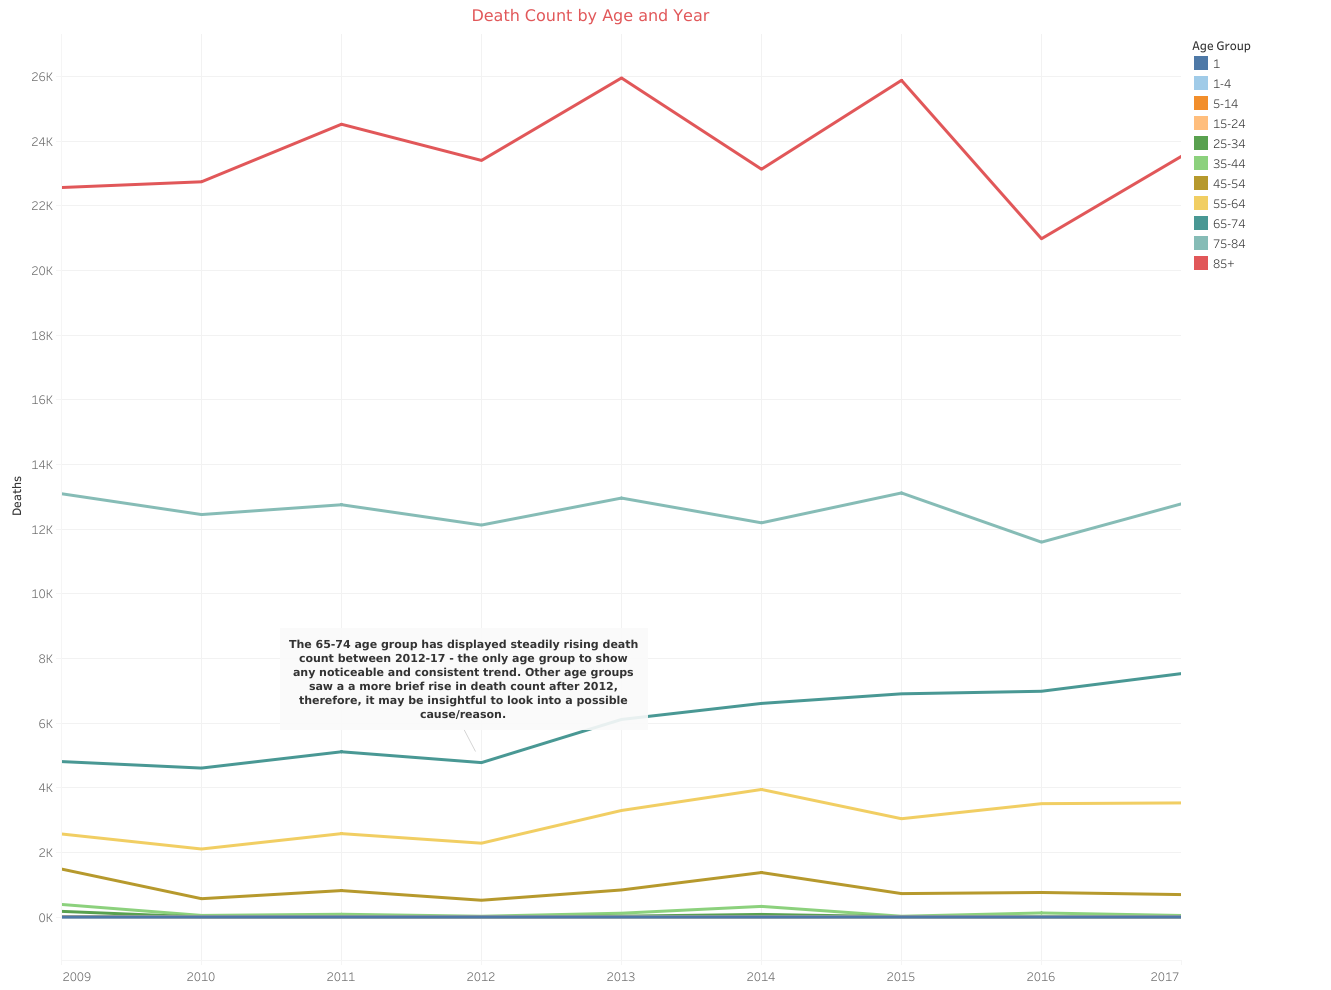 Death Count by Age and Year
Age Group
1
1-4
5-14
15-24
25-34
35-44
45-54
55-64
65-74
75-84
85+
Deaths
26K
24K
22K
20K
18K
16K
14K
12K
10K
8K
6K
4K
2K
0K
The 65-74 age group has displayed steadily rising death
count between 2012-17 - the only age group to show
any noticeable and consistent trend. Other age groups
saw a a more brief rise in death count after 2012,
therefore, it may be insightful to look into a possible
cause/reason.
2009
2010
2011
2012
2013
2014
2015
2016
2017